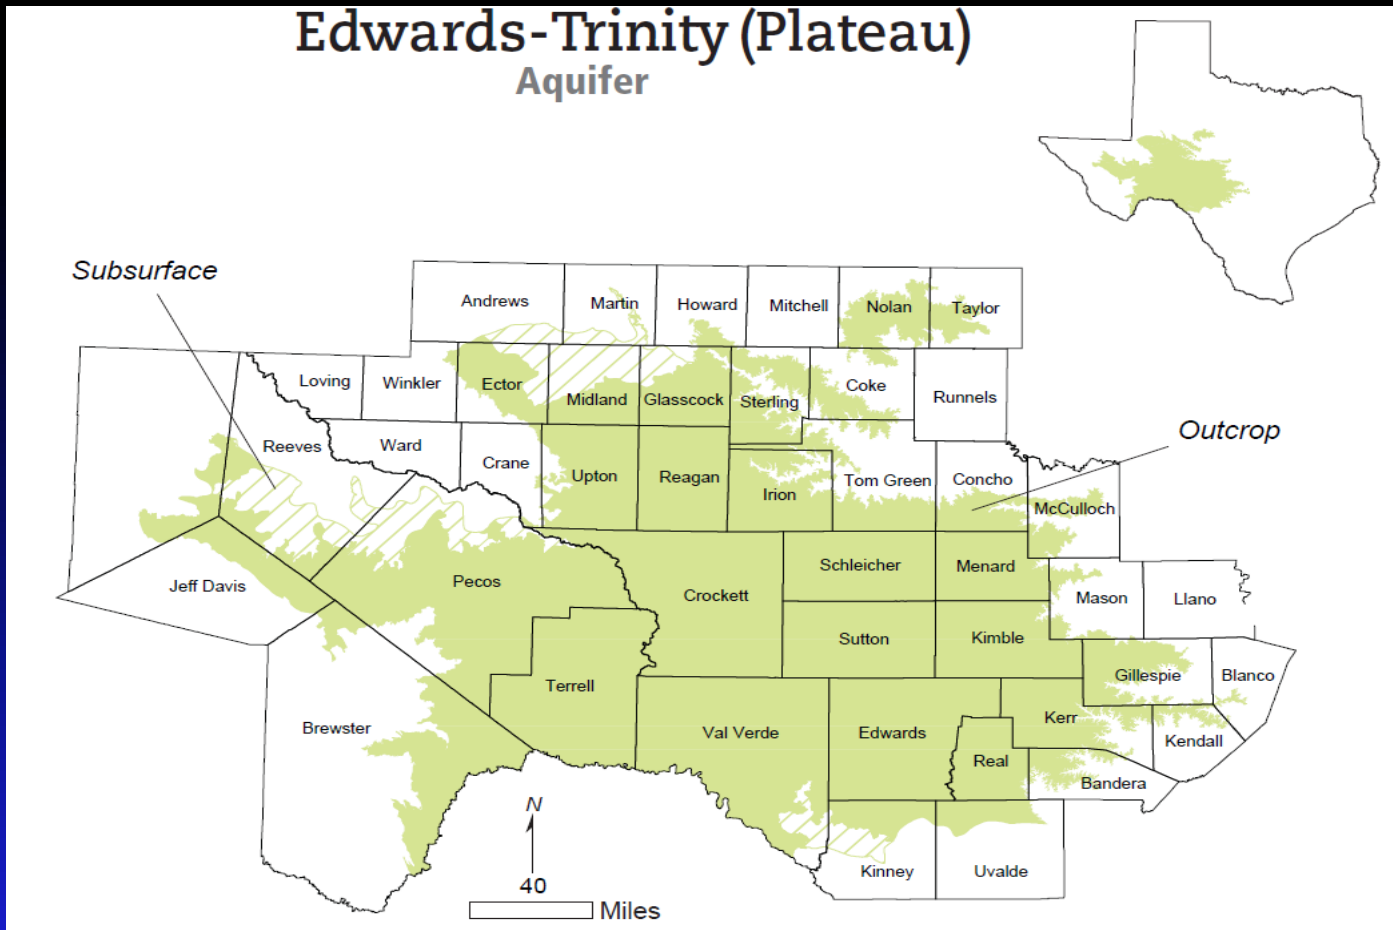 Edwards-Trinity (Plateau)
Aquifer
Subsurface
Andrews
Martin
Howard
Mitchell
Nolan
Taylor
Loving
Winkler
Ector
Midland
Glasscock
Sterling
Coke
Runnels
Outcrop
Reeves
Ward
Crane
Upton
Reagan
Irion
Tom Green
Concho
McCulloch
Jeff Davis
Pecos
Crockett
Schleicher
Menard
Mason
Llano
Sutton
Kimble
Terrell
Gillespie
Blanco
Brewster
Val Verde
Edwards
Kerr
Kendall
Real
Bandera
Kinney
Uvalde
N
40
Miles